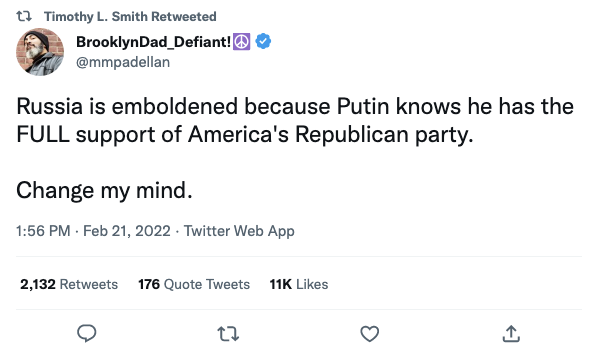 Timothy L. Smith Retweeted
BrooklynDad_Defiant!☮️
@mmpadellan
Russia is emboldened because Putin knows he has the
FULL support of America's Republican party.
Change my mind.
1:56 PM · Feb 21, 2022 · Twitter Web App
2,132 Retweets 176 Quote Tweets 11K Likes